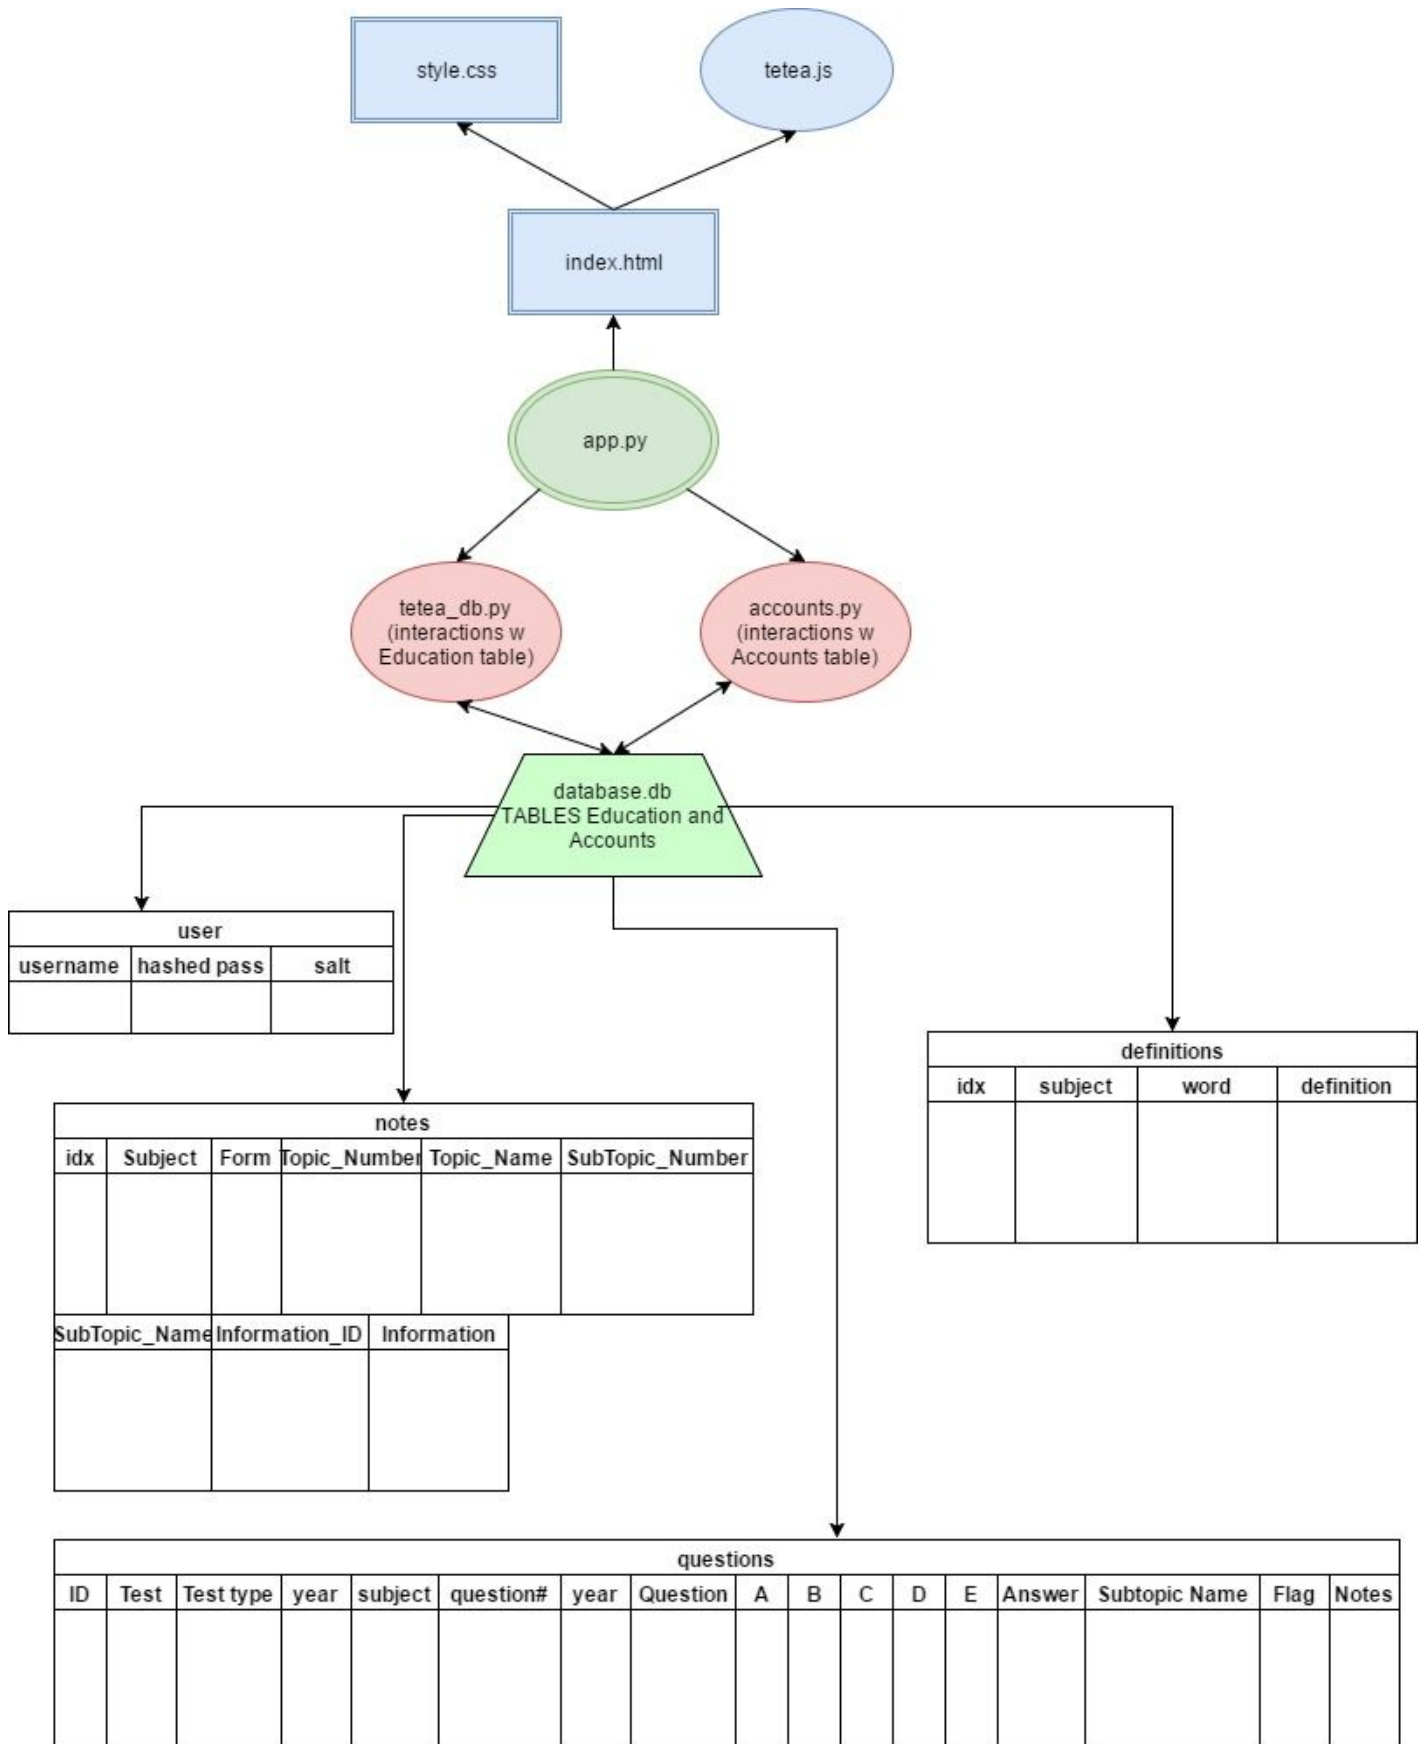 style.css
tetea.js
index.html
app.py
tetea_db.py
(interactions w
Education table)
accounts.py
(interactions w
Accounts table)
database.db
TABLES Education and
Accounts
user
username hashed pass salt
definitions
idx subject word definition
notes
idx Subject Form Topic_Number Topic_Name SubTopic_Number
SubTopic_Name Information_ID Information
questions
ID Test Test type year subject question# year Question A B C D E Answer Subtopic Name Flag Notes